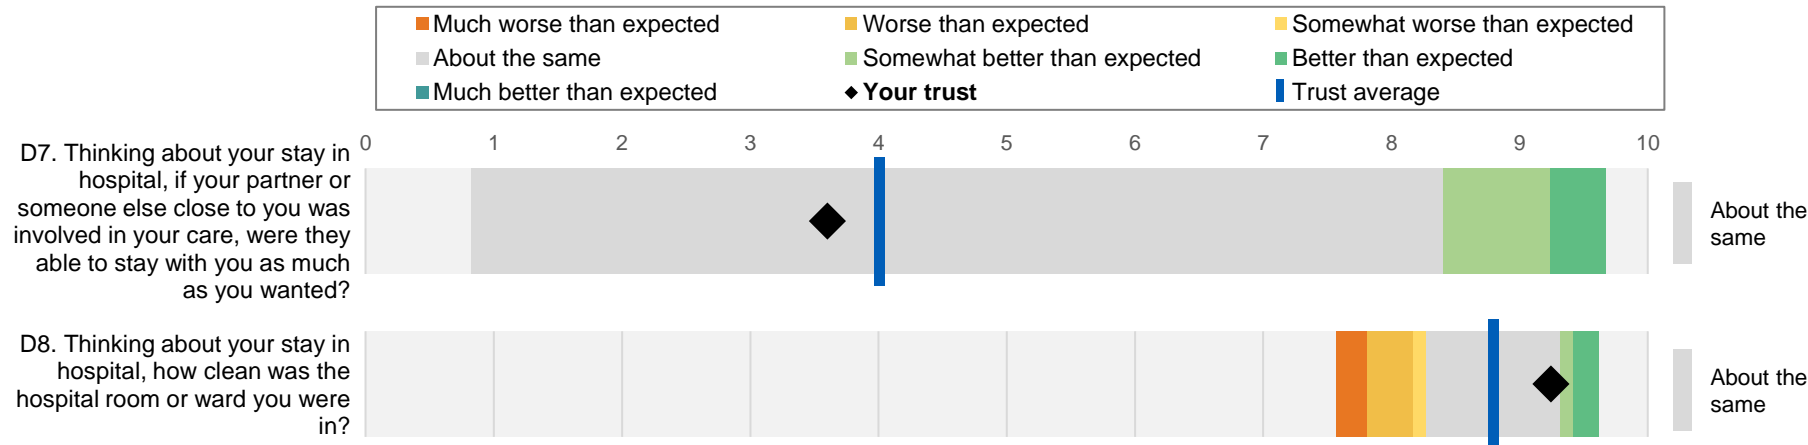 Much worse than expected
Worse than expected
Somewhat worse than expected
About the same
Somewhat better than expected
Better than expected
Much better than expected
Your trust
Trust average
0 1 2 3 4 5 6 7 8 9 10
D7. Thinking about your stay in
hospital, if your partner or
someone else close to you was
involved in your care, were they
able to stay with you as much
as you wanted?
About the
same
D8. Thinking about your stay in
hospital, how clean was the
hospital room or ward you were
in?
About the
same